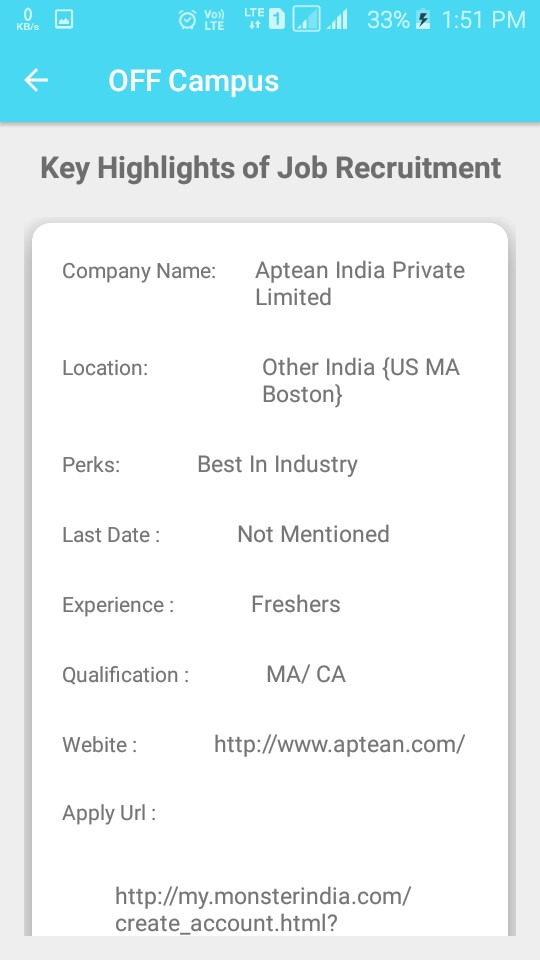 0 KB/s Vo)) LTE LTE 1 33% 1:51 PM
OFF Campus
Key Highlights of Job Recruitment
Company Name: Aptean India Private
Limited
Location: Other India {US MA
Boston}
Perks: Best In Industry
Last Date : Not Mentioned
Experience : Freshers
Qualification : MA/ CA
Webite : http://www.aptean.com/
Apply Url :
http://my.monsterindia.com/
create_account.html?